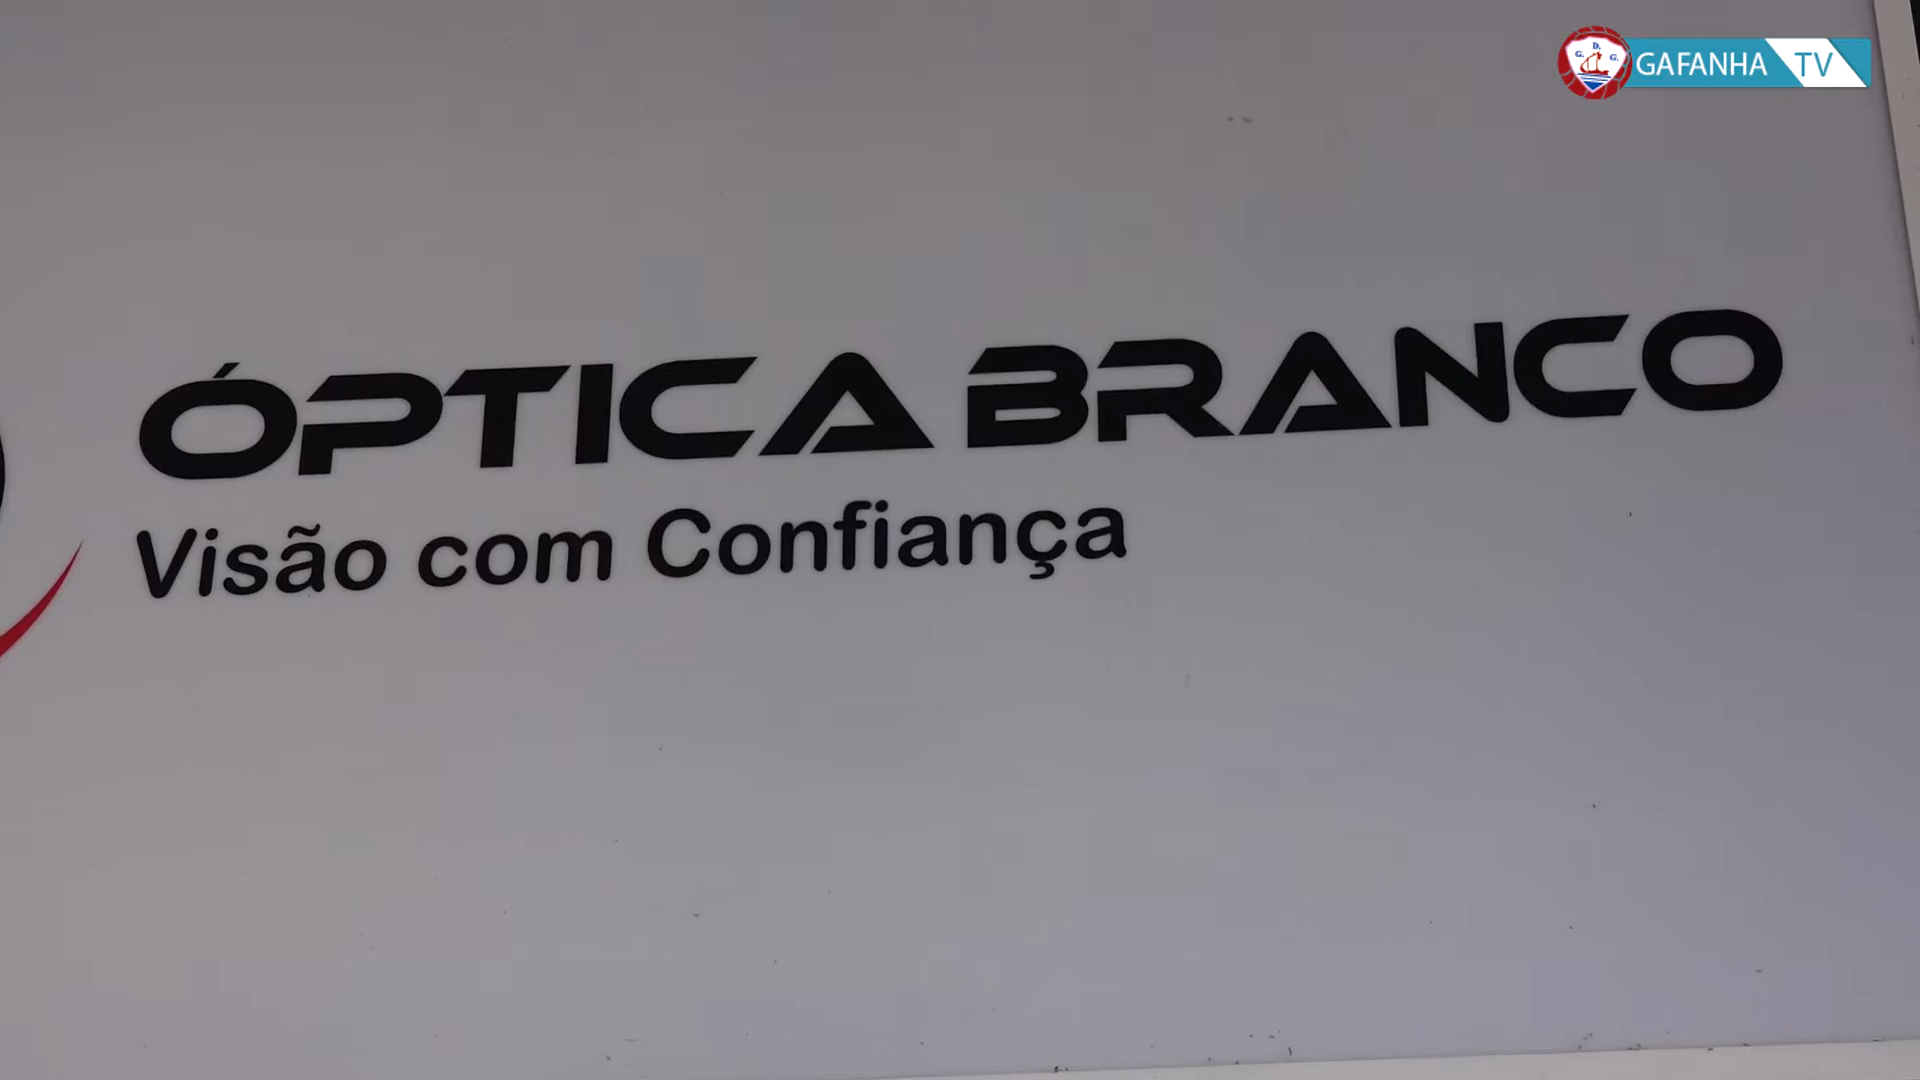 GAFANHA TV
G. D. G.
ÓPTICA BRANCO
Visão com Confiança